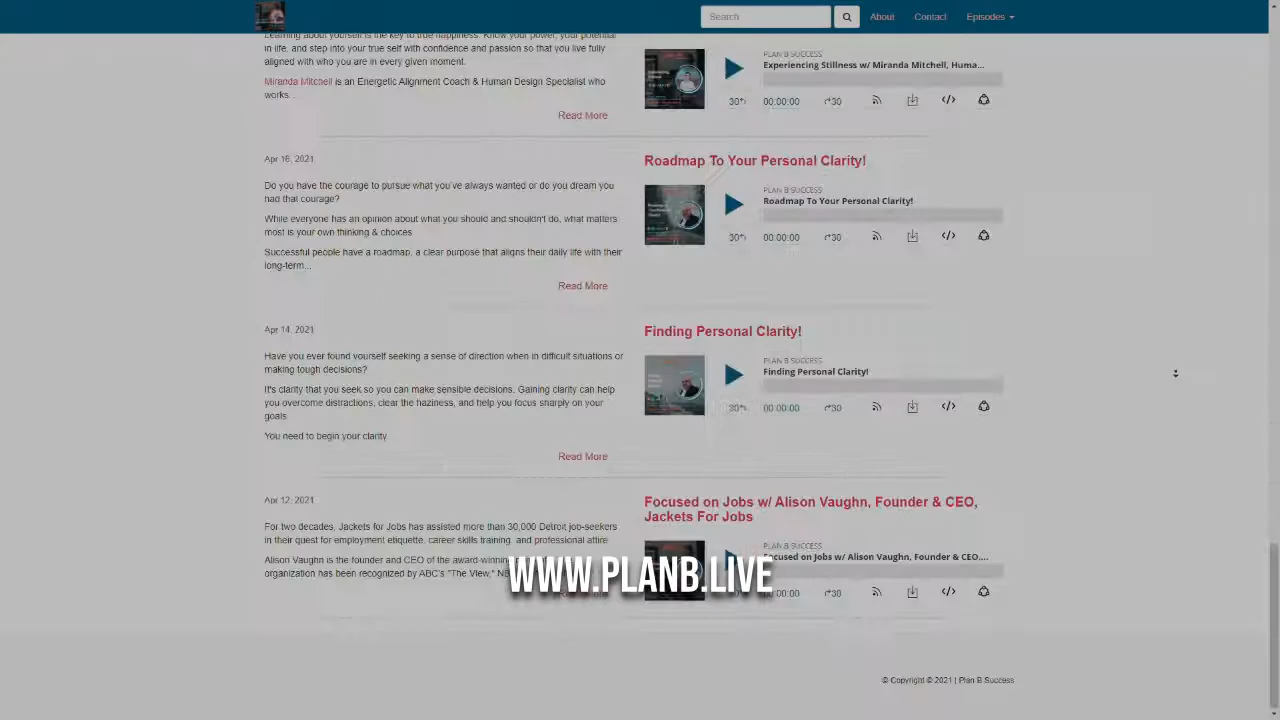 Search
About
Contact
Episodes
Learning about yourself is the key to true happiness. Know your power, your potential
in life, and step into your true self with confidence and passion so that you live fully
aligned with who you are in every given moment.
Miranda Mitchell is an Energetic Alignment Coach & Human Design Specialist who
works...
Read More
PLAN B SUCCESS
Experiencing Stillness w/ Miranda Mitchell, Huma...
30 00:00:00 30
Apr 16, 2021
Do you have the courage to pursue what you've always wanted or do you dream you
had that courage?
While everyone has an opinion about what you should and shouldn't do, what matters
most is your own thinking & choices.
Successful people have a roadmap, a clear purpose that aligns their daily life with their
long-term...
Read More
Roadmap To Your Personal Clarity!
PLAN B SUCCESS
Roadmap To Your Personal Clarity!
30 00:00:00 30
Apr 14, 2021
Have you ever found yourself seeking a sense of direction when in difficult situations or
making tough decisions?
It's clarity that you seek so you can make sensible decisions. Gaining clarity can help
you overcome distractions, clear the haziness, and help you focus sharply on your
goals.
You need to begin your clarity
Read More
Finding Personal Clarity!
PLAN B SUCCESS
Finding Personal Clarity!
30 00:00:00 30
Apr 12, 2021
For two decades, Jackets for Jobs has assisted more than 30,000 Detroit job-seekers
in their quest for employment etiquette, career skills training, and professional attire.
Alison Vaughn is the founder and CEO of the award-winning
organization has been recognized by ABC's "The View," NB
Focused on Jobs w/ Alison Vaughn, Founder & CEO,
Jackets For Jobs
PLAN B SUCCESS
Focused on Jobs w/ Alison Vaughn, Founder & CEO....
00:00:00 30
WWW.PLANB.LIVE
© Copyright © 2021 | Plan B Success